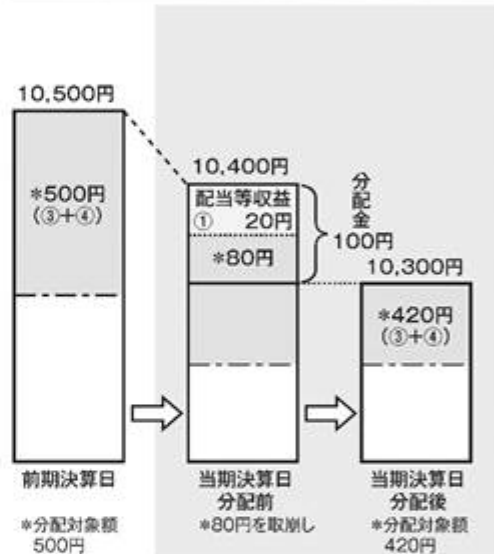 10,500円
*500円
(③+④)
10,400円
配当等収益
① 20円
*80円
分配金
100円
10,300円
*420円
(③+④)
前期決算日
当期決算日
分配前
当期決算日
分配後
*分配対象額
500円
*80円を取崩し
*分配対象額
420円